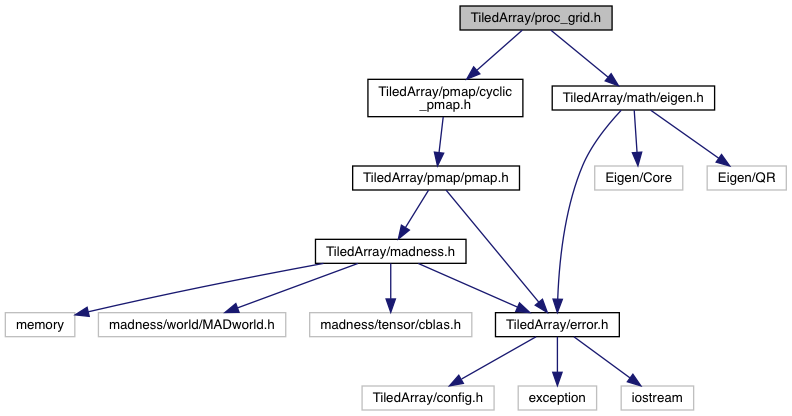 TiledArray/proc_grid.h
TiledArray/pmap/cyclic
_pmap.h
TiledArray/math/eigen.h
TiledArray/pmap/pmap.h
Eigen/Core
Eigen/QR
TiledArray/madness.h
memory
madness/world/MADworld.h
madness/tensor/cblas.h
TiledArray/error.h
TiledArray/config.h
exception
iostream